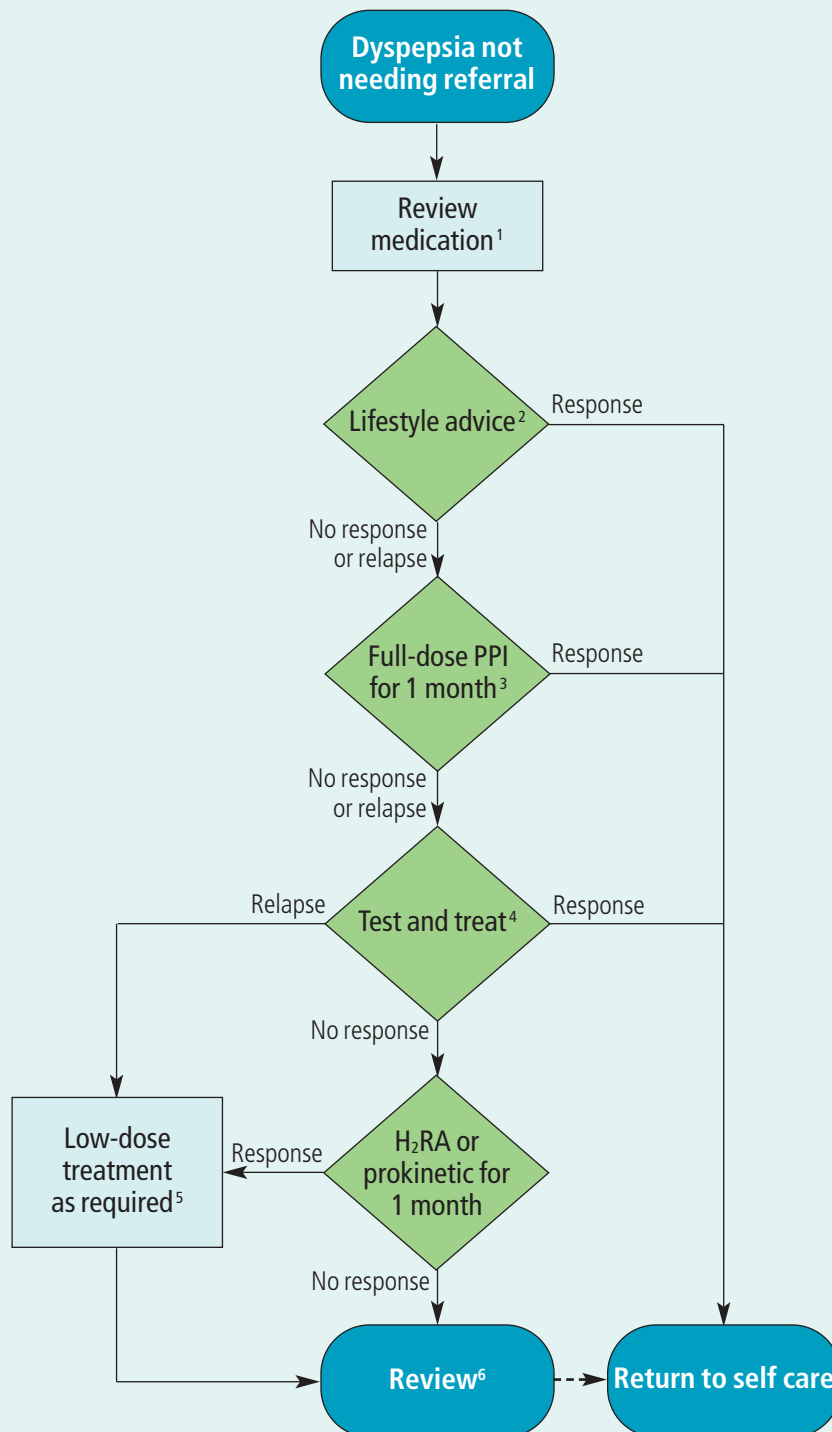 Dyspepsia not
needing referral
Review
medication¹
Lifestyle advice²
Response
No response
or relapse
Full-dose PPI
for 1 month³
Response
No response
or relapse
Relapse
Test and treat⁴
Response
No response
Low-dose
treatment
as required⁵
Response
H₂RA or
prokinetic for
1 month
No response
Review⁶
Return to self care